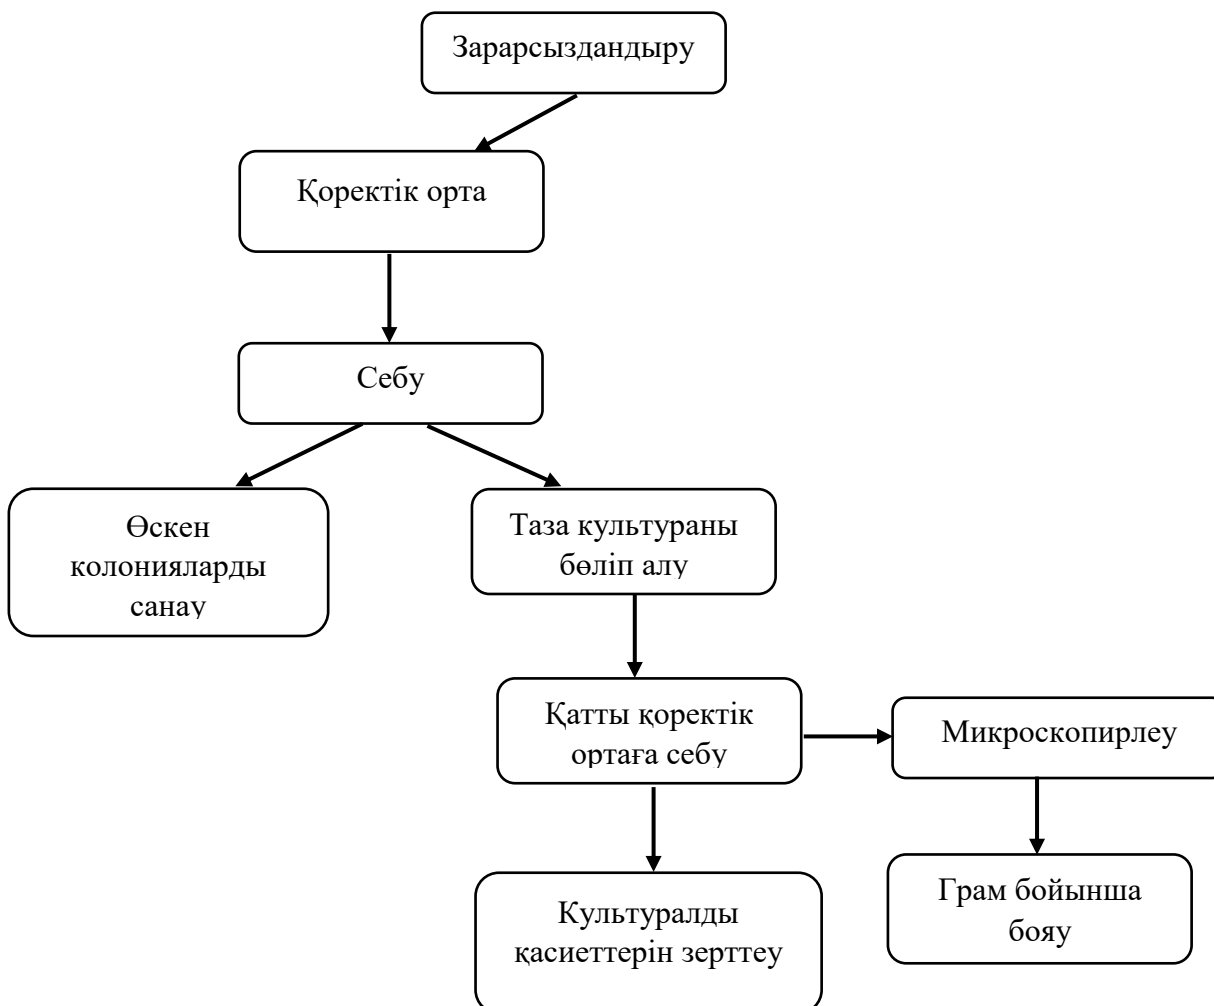 Зарарсыздандыру
Қоректік орта
Себу
Өскен
колонияларды
санау
Таза культураны
бөліп алу
Қатты қоректік
ортаға себу
Микроскопирлеу
Культуралды
қасиеттерін зерттеу
Грам бойынша
бояу